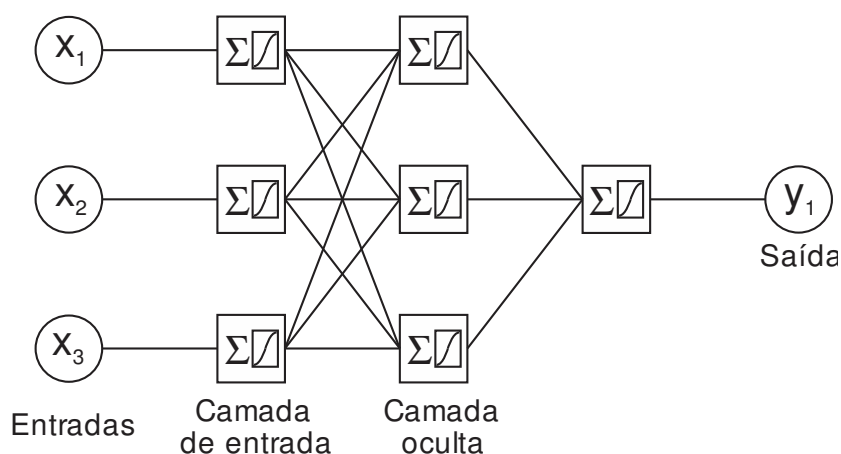 x₁ Σ Σ
x₂ Σ Σ Σ y₁
Saída
x₃ Σ Σ
Entradas
Camada
de entrada
Camada
oculta